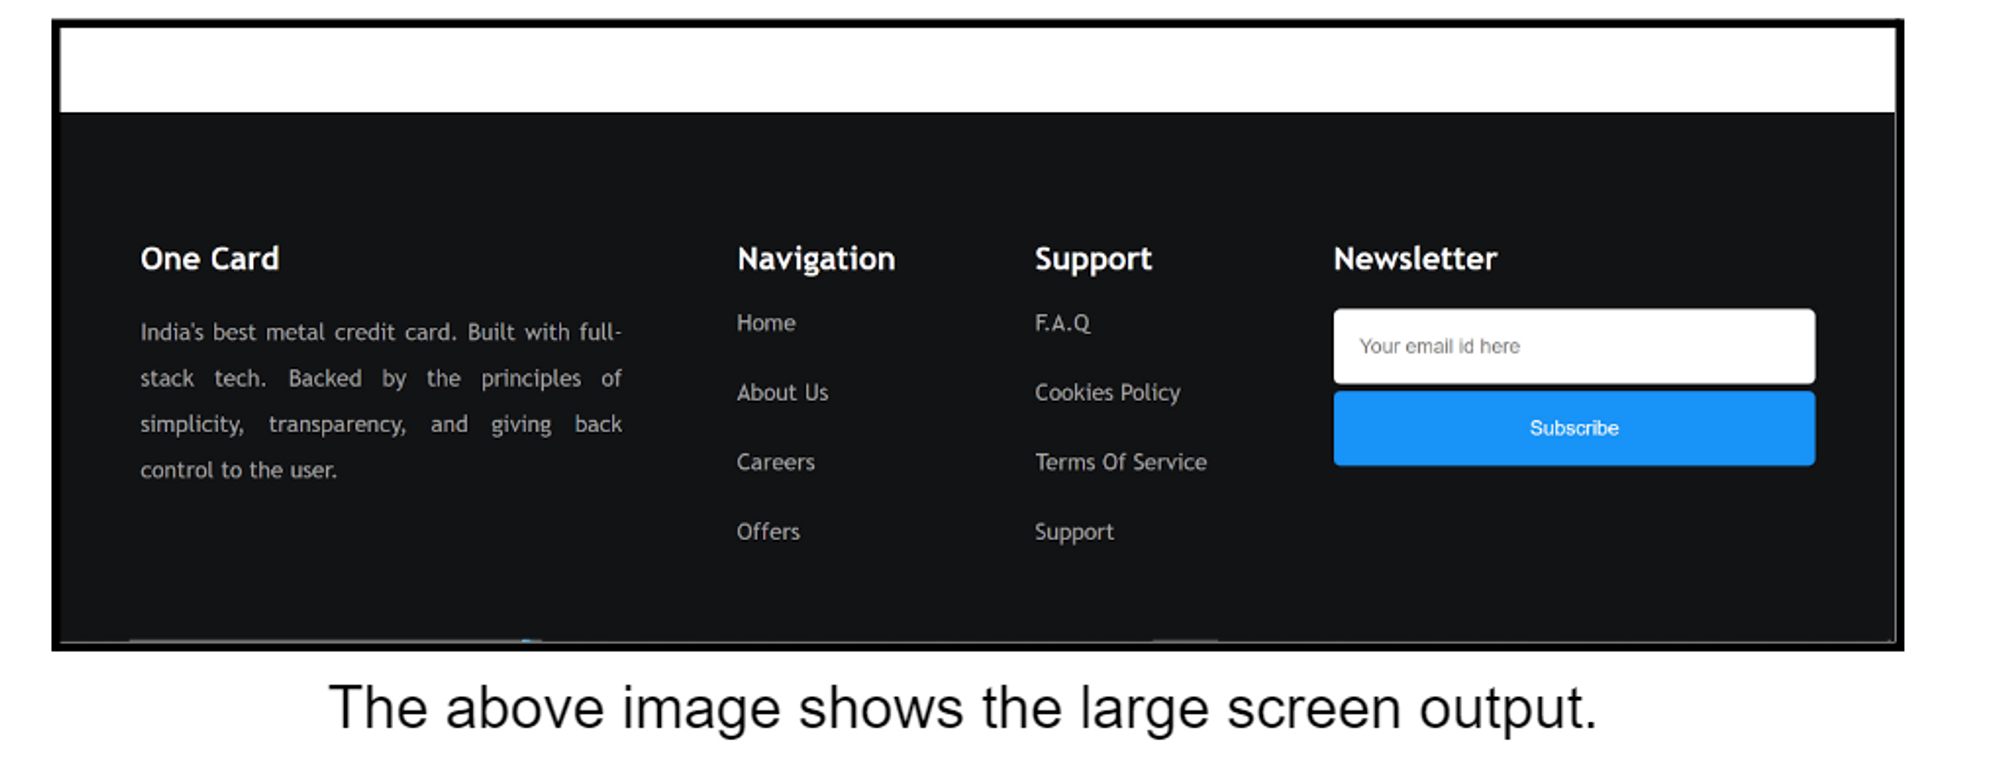 One Card
India's best metal credit card. Built with full-
stack tech. Backed by the principles of
simplicity, transparency, and giving back
control to the user.
Navigation
Home
About Us
Careers
Offers
Support
F.A.Q
Cookies Policy
Terms Of Service
Support
Newsletter
Your email id here
Subscribe
The above image shows the large screen output.